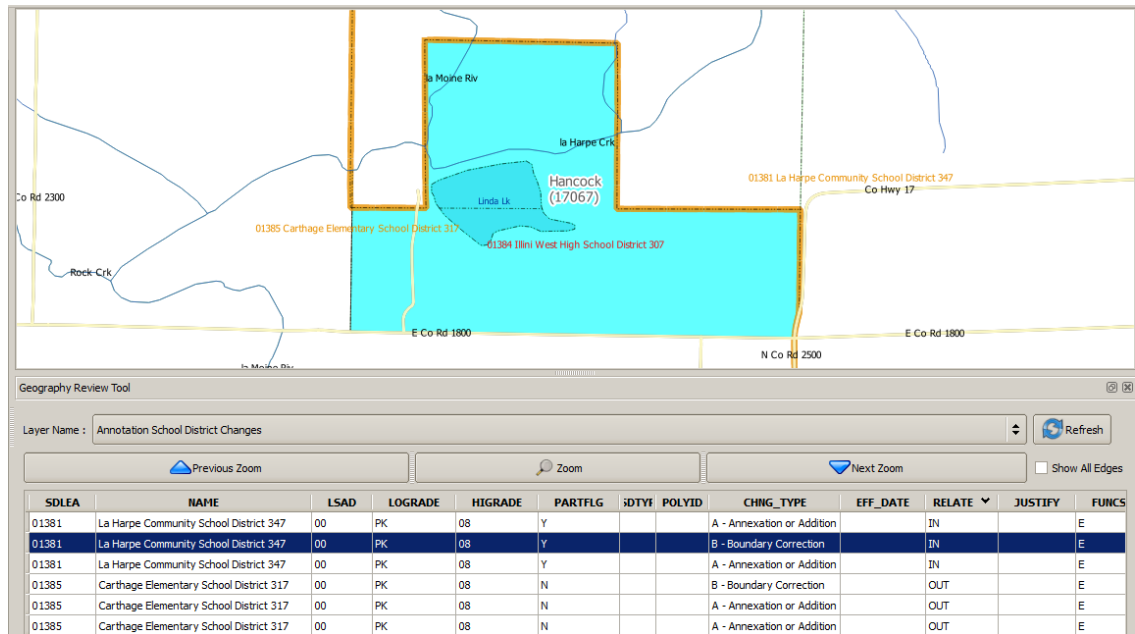 la Moine Riv
la Harpe Crk
01381 La Harpe Community School District 347
Hancock
(17067)
Co Hwy 17
Co Rd 2300
Linda Lk
01385 Carthage Elementary School District 317
01384 Illini West High School District 307
Rock Crk
E Co Rd 1800
E Co Rd 1800
N Co Rd 2500
la Moine Riv
Geography Review Tool
Layer Name : Annotation School District Changes Refresh
Previous Zoom Zoom Next Zoom Show All Edges
SDLEA NAME LSAD LOGRADE HIGRADE PARTFLG SDTYP POLYID CHNG_TYPE EFF_DATE RELATE JUSTIFY FUNCS
01381 La Harpe Community School District 347 00 PK 08 Y A - Annexation or Addition IN E
01381 La Harpe Community School District 347 00 PK 08 Y B - Boundary Correction IN E
01381 La Harpe Community School District 347 00 PK 08 Y A - Annexation or Addition IN E
01385 Carthage Elementary School District 317 00 PK 08 N B - Boundary Correction OUT E
01385 Carthage Elementary School District 317 00 PK 08 N A - Annexation or Addition OUT E
01385 Carthage Elementary School District 317 00 PK 08 N A - Annexation or Addition OUT E